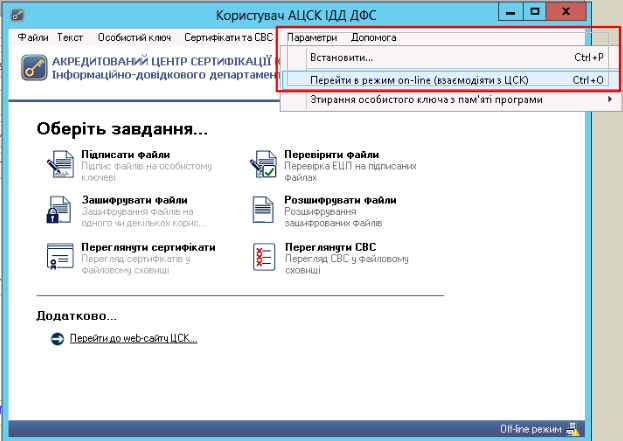 Користувач АЦСК ІДД ДФС
Файли Текст Особистий ключ Сертифікати та СВС Параметри Допомога
АКРЕДИТОВАНИЙ ЦЕНТР СЕРТИФІКАЦІЇ
Інформаційно-довідкового
Встановити... Ctrl+P
Перейти в режим on-line (взаємодіяти з ЦСК) Ctrl+O
Зтирання особистого ключа з пам'яті програми
Оберіть завдання...
Підписати файли
Підпис файлів на особистому
ключеві
Перевірити файли
Перевірка ЕЦП на підписаних
файлах
Зашифрувати файли
Зашифрування файлів на
одного чи декількох корис...
Розшифрувати файли
Розшифрування
зашифрованих файлів
Переглянути сертифікати
Перегляд сертифікатів у
файловому сховищі
Переглянути СВС
Перегляд СВС у файловому
сховищі
Додатково...
Перейти до web-сайту ЦСК...
Off-line режим